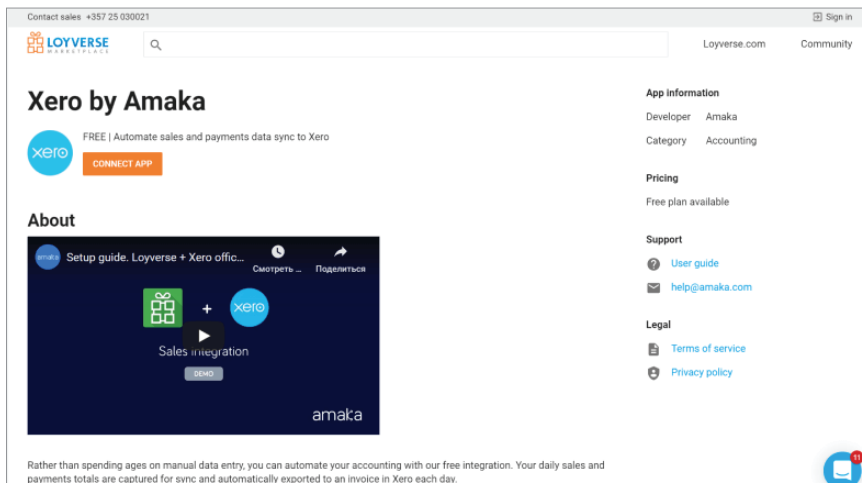 Contact sales +357 25 030021
Sign in
LOYVERSE
MARKETPLACE
Loyverse.com
Community
Xero by Amaka
xero
FREE | Automate sales and payments data sync to Xero
CONNECT APP
App information
Developer Amaka
Category Accounting
Pricing
Free plan available
About
amaka
Setup guide. Loyverse + Xero offic...
Смотреть ...
Поделиться
+
xero
Sales Integration
DEMO
amaka
Support
User guide
help@amaka.com
Legal
Terms of service
Privacy policy
Rather than spending ages on manual data entry, you can automate your accounting with our free integration. Your daily sales and
payments totals are captured for sync and automatically exported to an invoice in Xero each day.
11